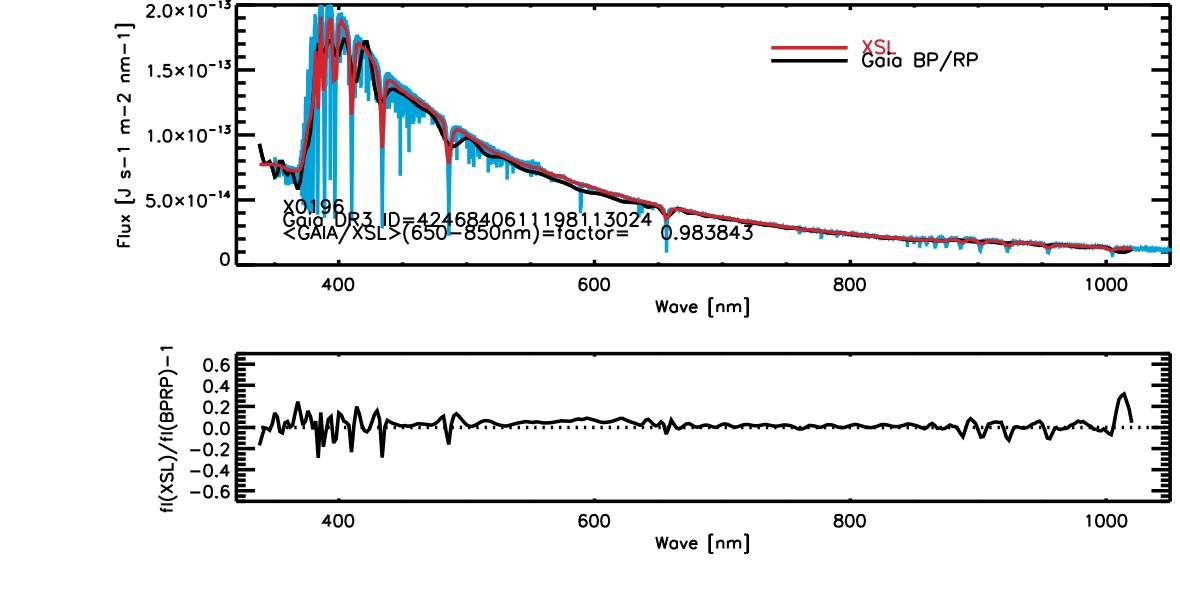 2.0×10−13
1.5×10−13
1.0×10−13
5.0×10−14
0
Flux [J s−1 m−2 nm−1]
XSL
Gaia BP/RP
X0196
Gaia DR3 ID=4246840611198113024
<GAIA/XSL>(650−850nm)=factor= 0.983843
400 600 800 1000
Wave [nm]
0.6
0.4
0.2
0.0
−0.2
−0.4
−0.6
fl(XSL)/fl(BPRP)−1
400 600 800 1000
Wave [nm]